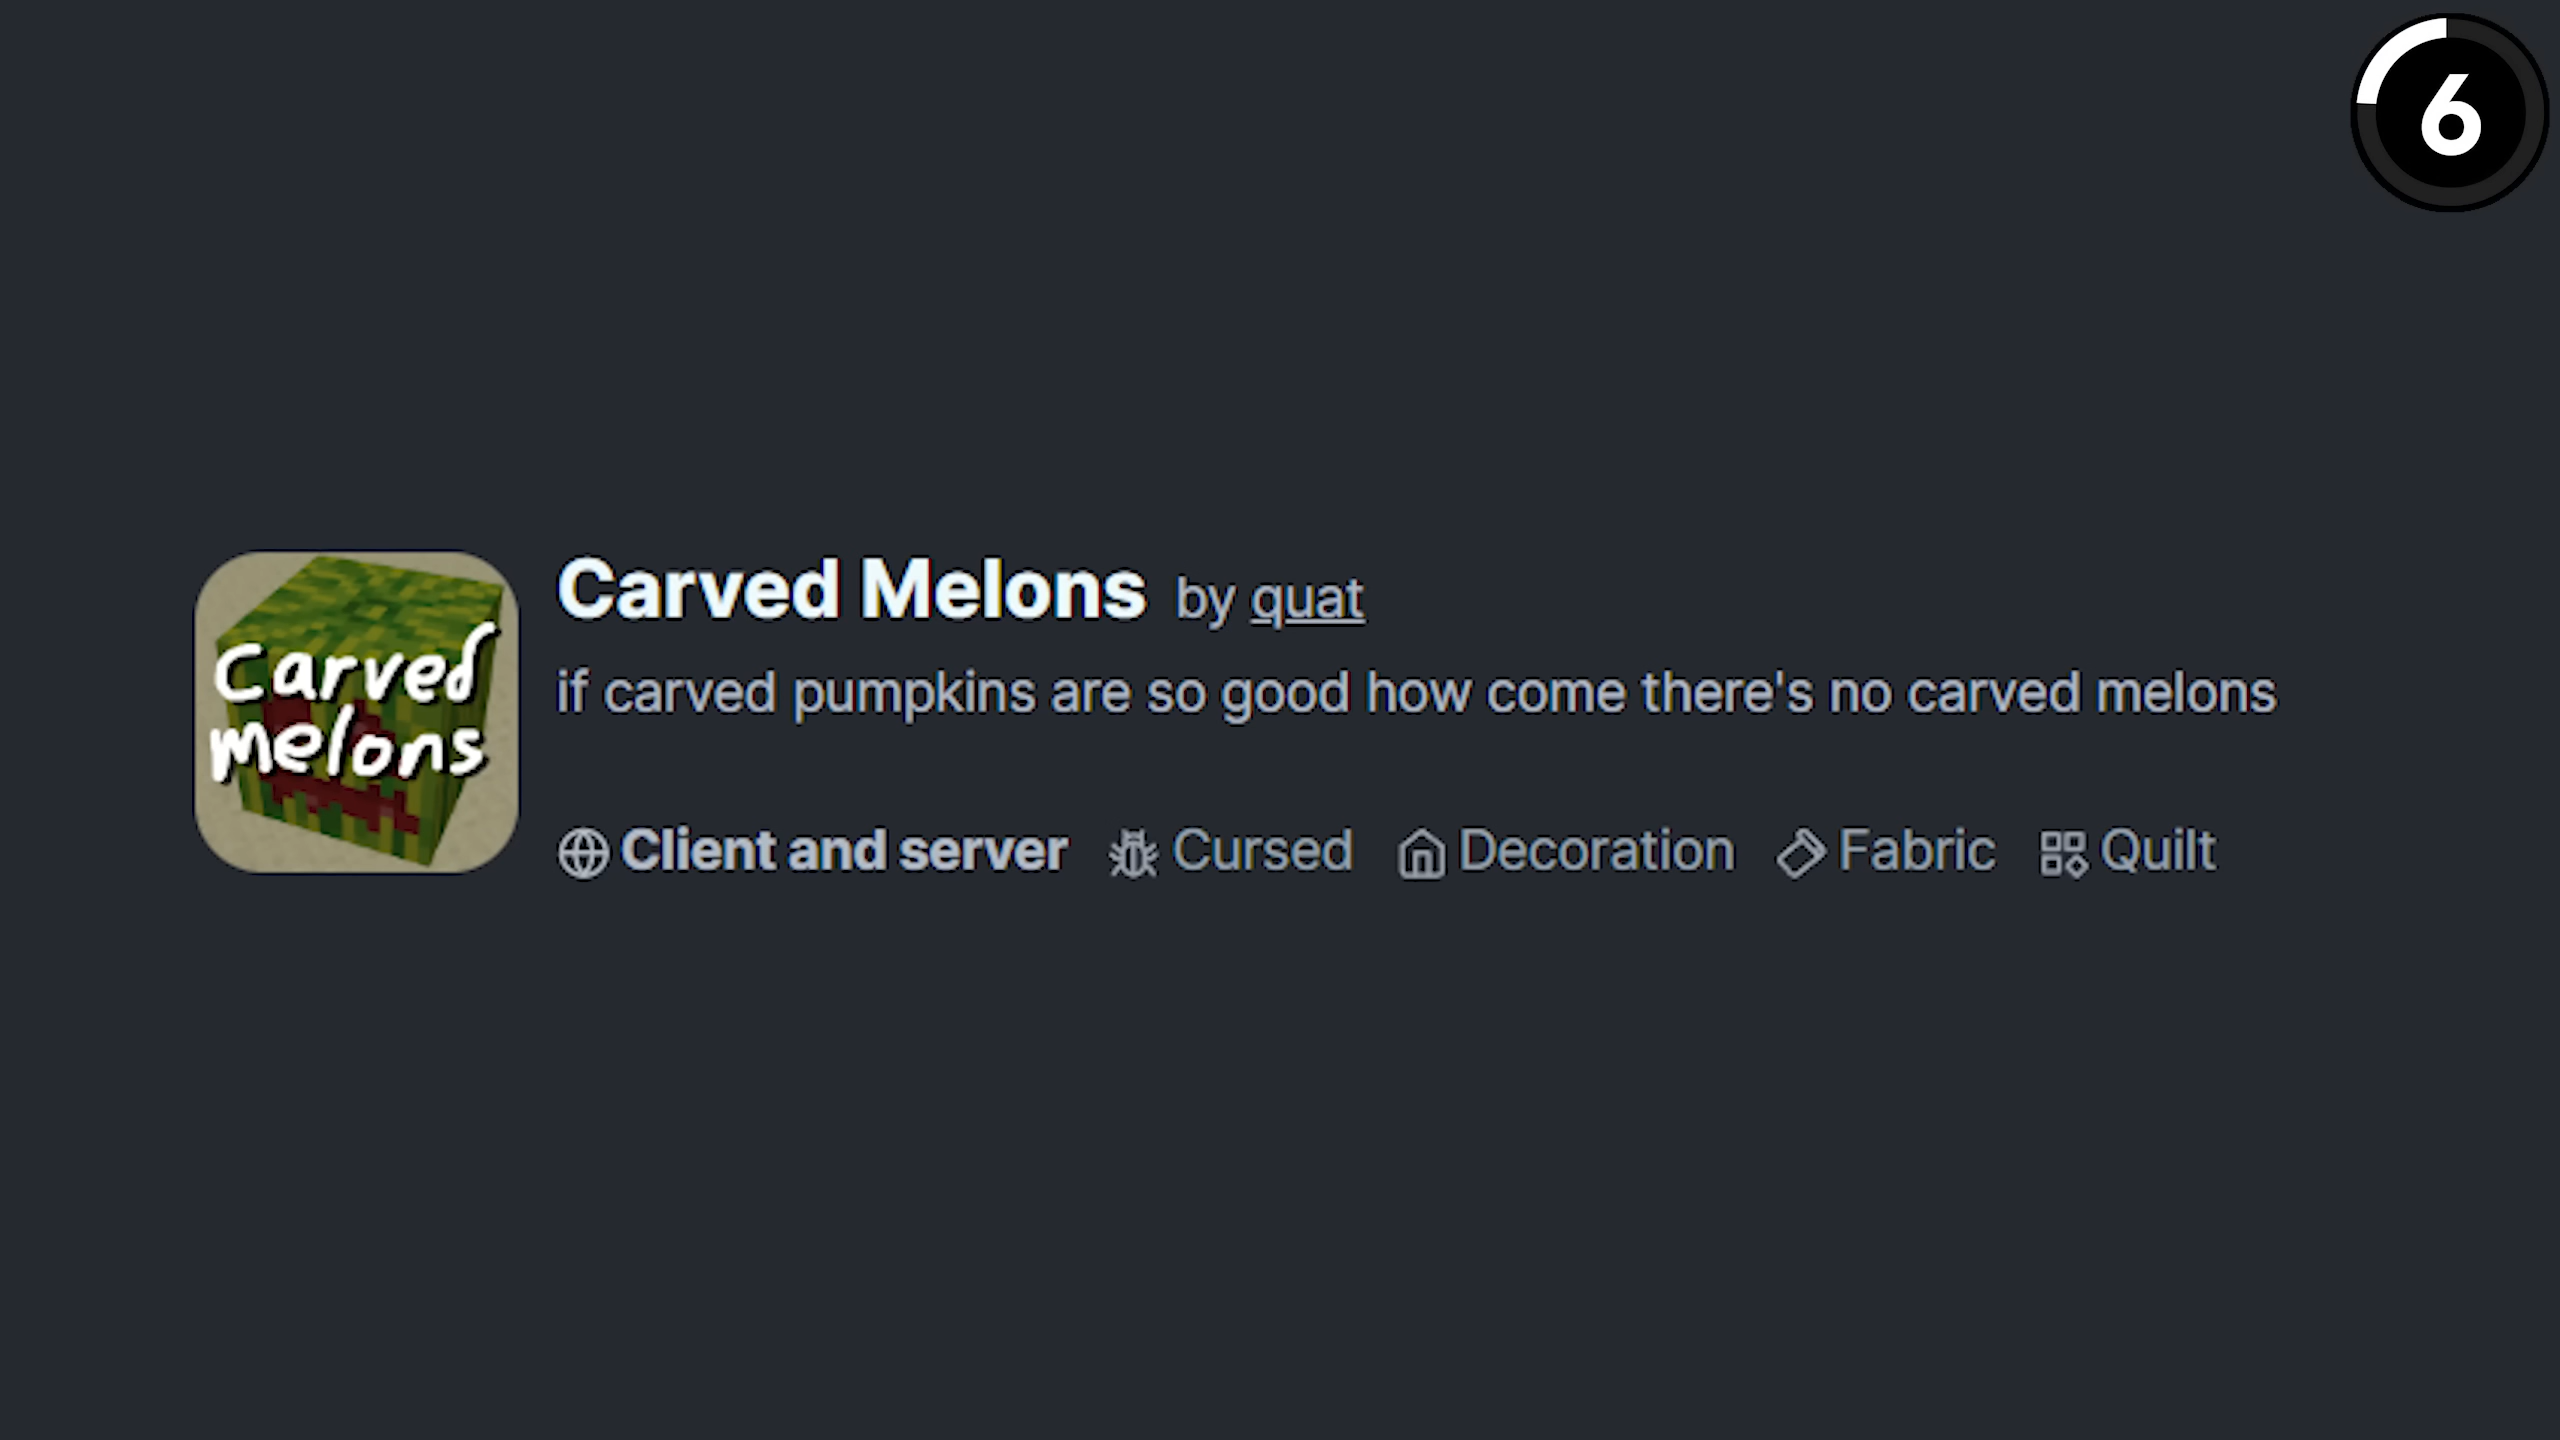 6
Carved Melons by quat
if carved pumpkins are so good how come there's no carved melons
Carved
melons
Client and server Cursed Decoration Fabric Quilt